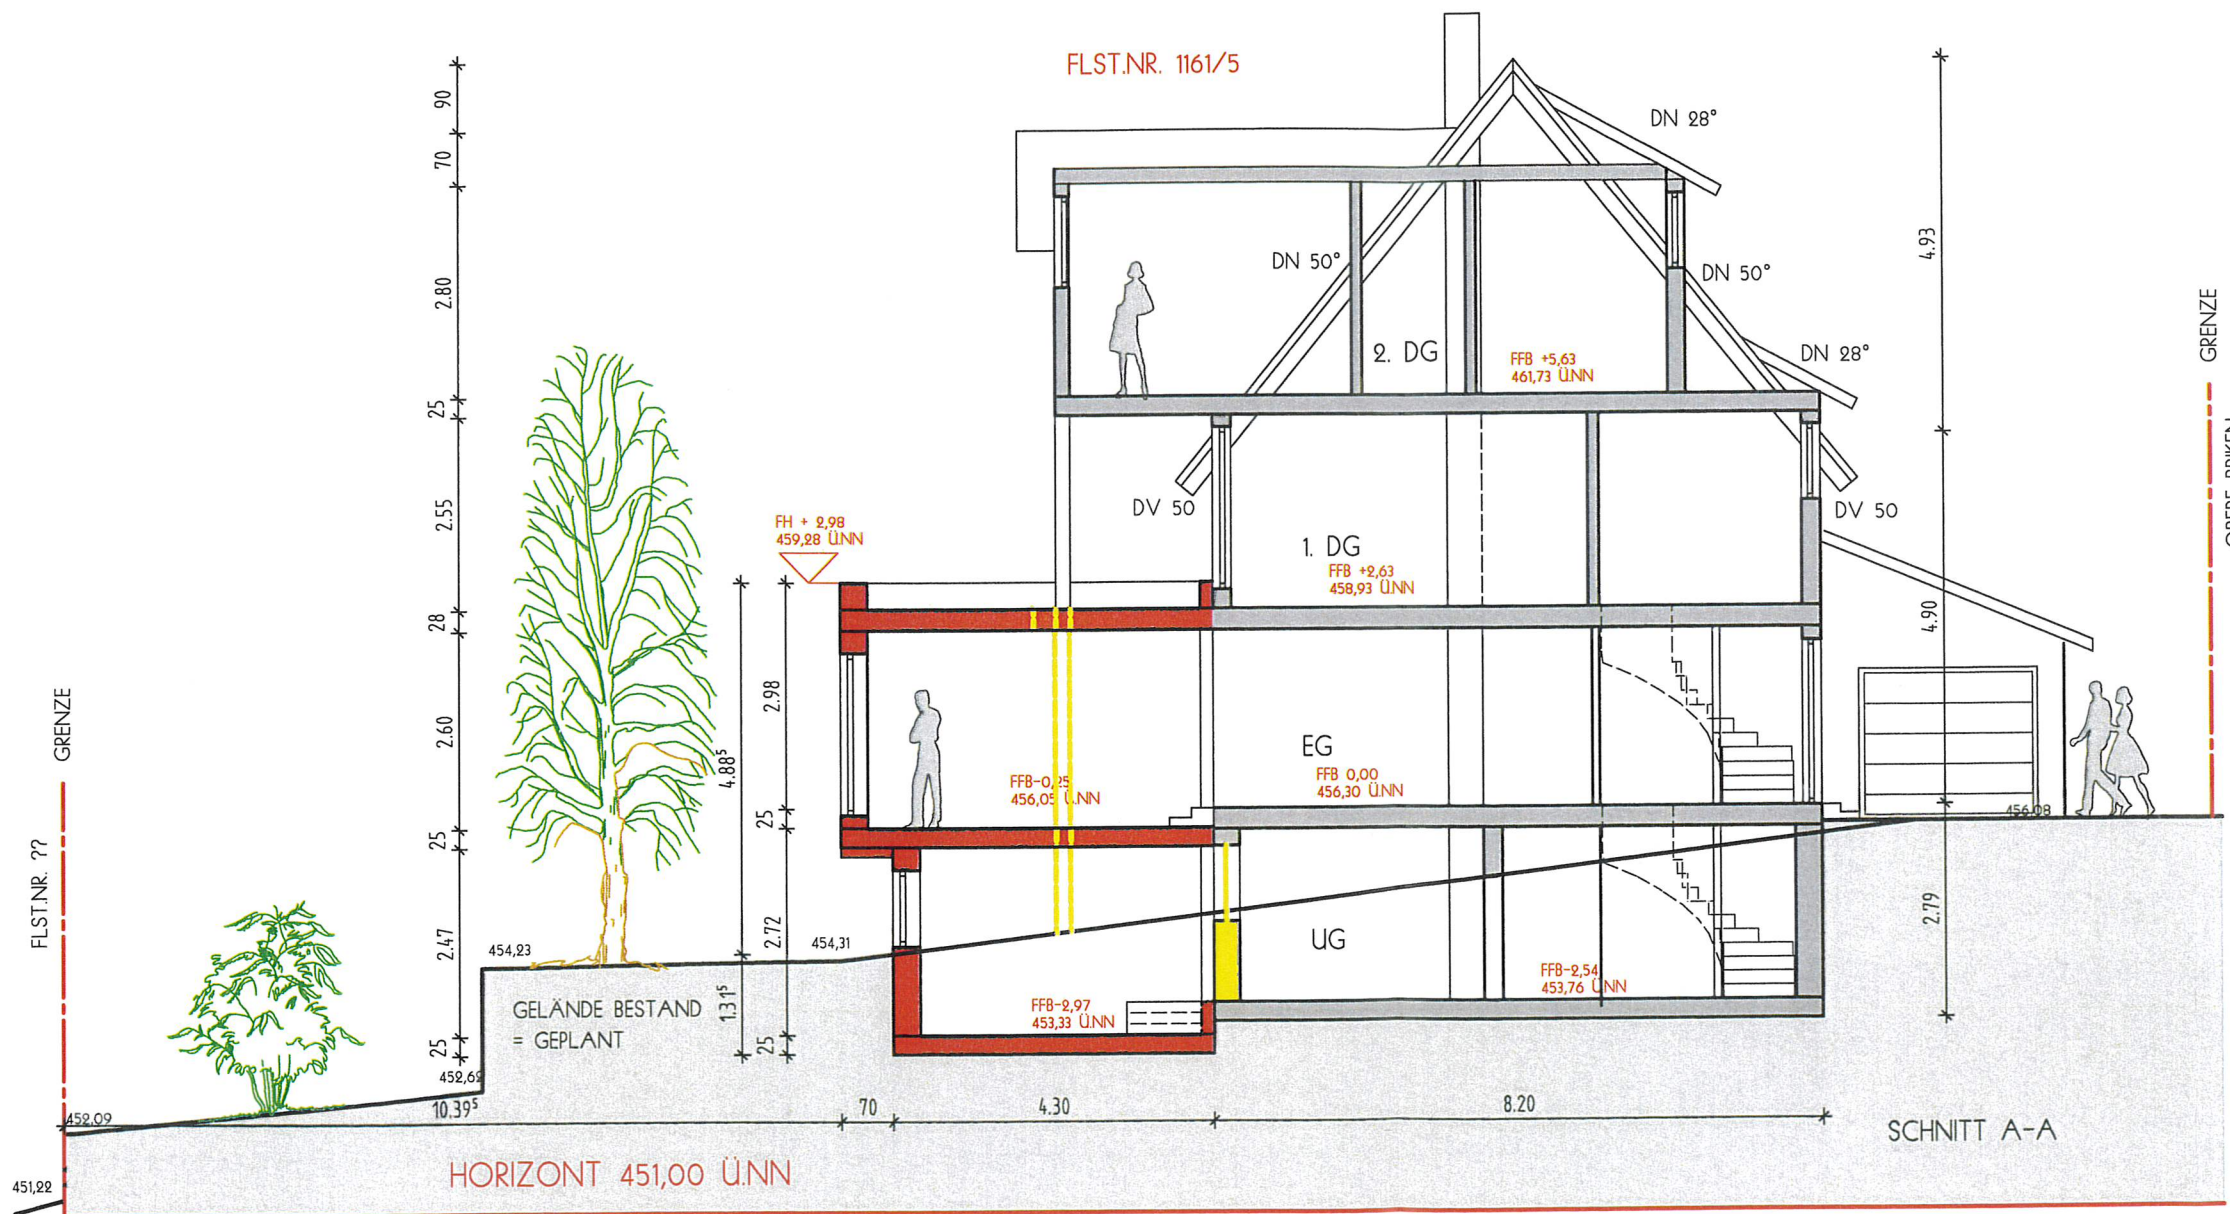 FLST.NR. 1161/5
DN 28°
90
70
4.93
DN 50°
DN 50°
2.80
GRENZE
2. DG
FFB +5,63
461,73 Ü.NN
DN 28°
25
2.55
DV 50
DV 50
FH + 2,98
459,28 Ü.NN
1. DG
FFB +2,63
458,93 Ü.NN
28
4.90
GRENZE
2.98
2.60
4.88⁵
EG
FFB 0,00
456,30 Ü.NN
FFB-0,25
456,05 Ü.NN
456,08
25
25
FLST.NR. ??
2.47
2.72
2.79
454,23
454,31
UG
FFB-2,54
453,76 Ü.NN
GELÄNDE BESTAND
= GEPLANT
1.31⁵
FFB-2,97
453,33 Ü.NN
25
25
452,62
452,09
10.39⁵
70
4.30
8.20
SCHNITT A-A
HORIZONT 451,00 Ü.NN
451,22